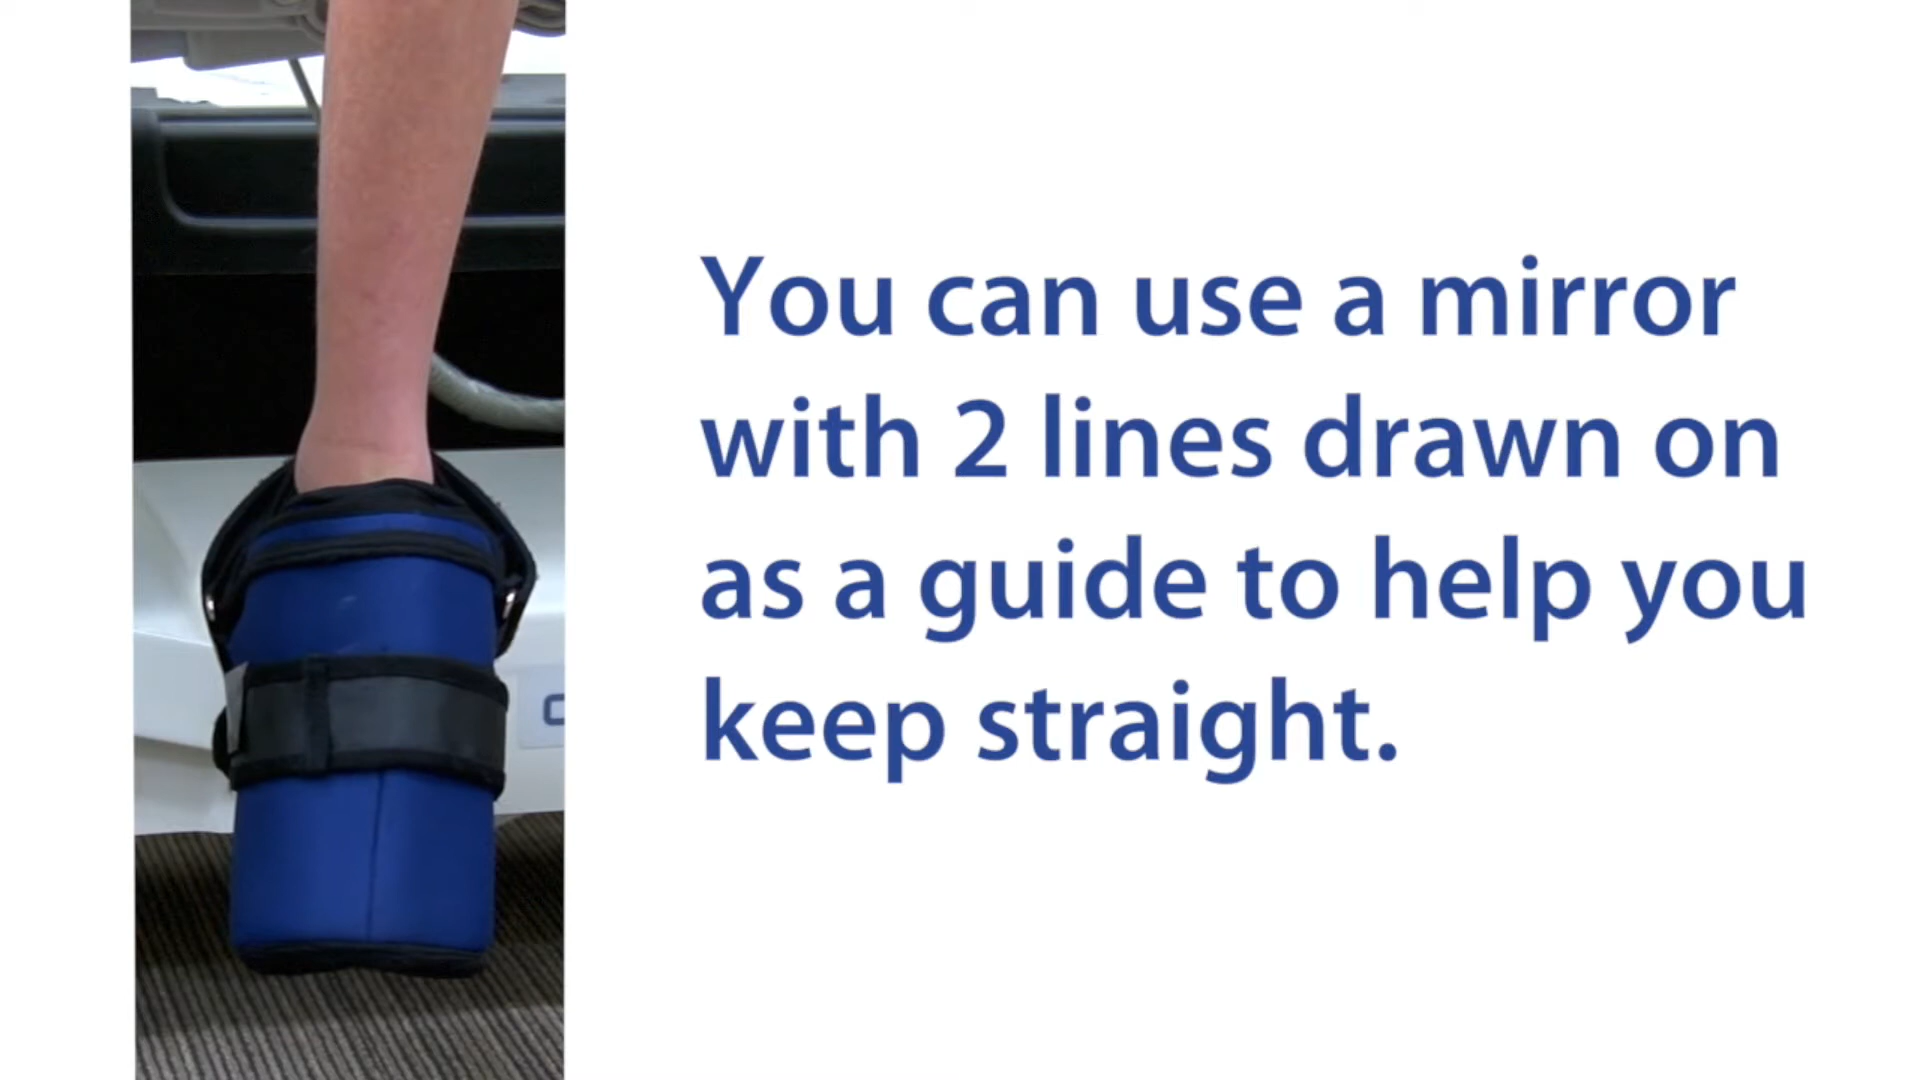 You can use a mirror
with 2 lines drawn on
as a guide to help you
keep straight.